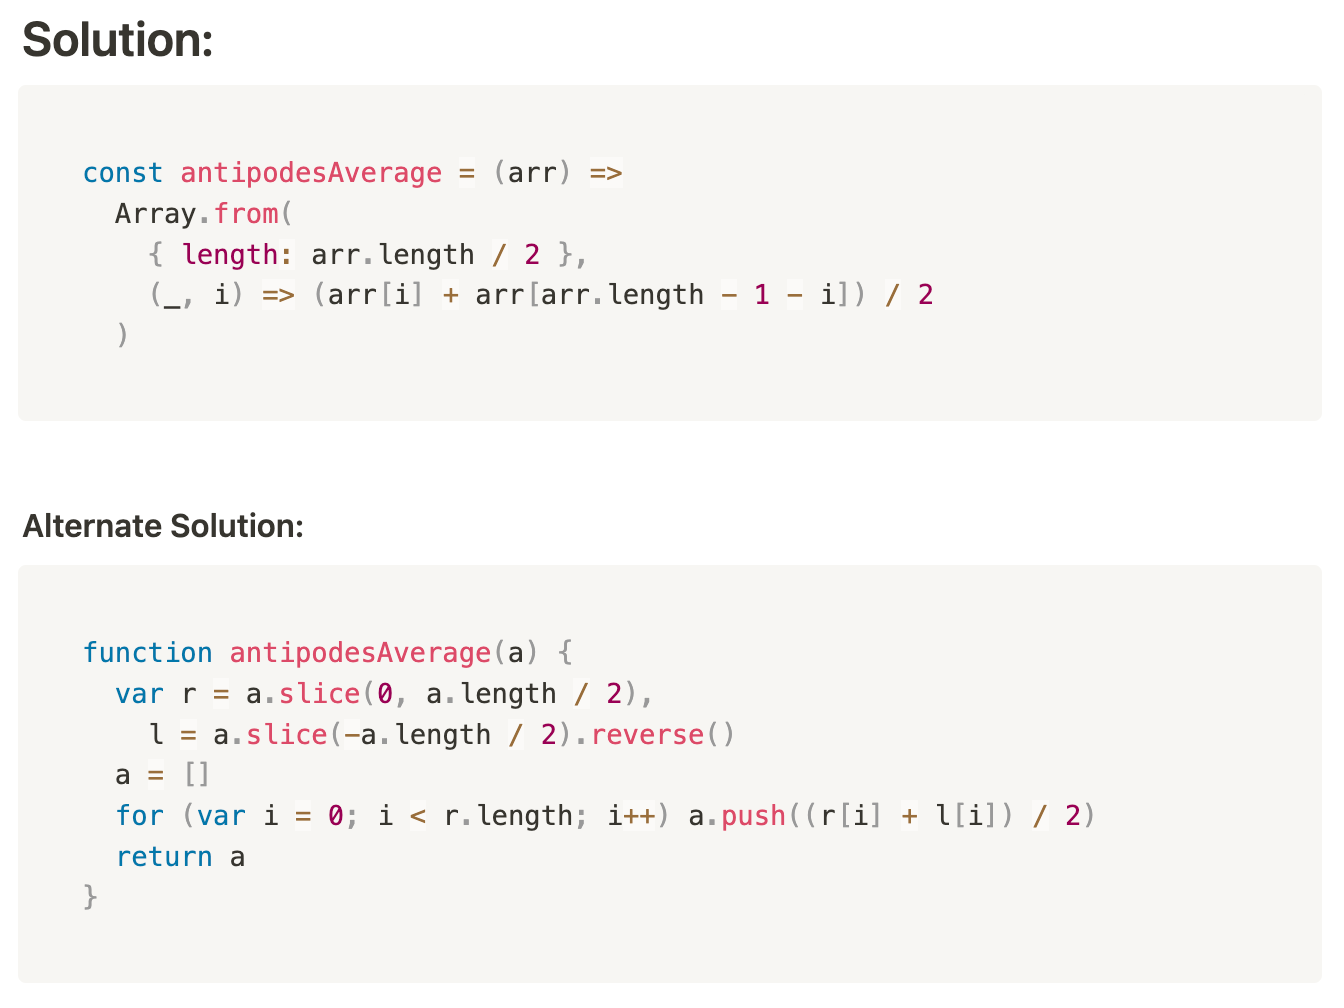 Solution:
const antipodesAverage = (arr) =>
  Array.from(
    { length: arr.length / 2 },
    (_, i) => (arr[i] + arr[arr.length - 1 - i]) / 2
  )
Alternate Solution:
function antipodesAverage(a) {
  var r = a.slice(0, a.length / 2),
    l = a.slice(-a.length / 2).reverse()
  a = []
  for (var i = 0; i < r.length; i++) a.push((r[i] + l[i]) / 2)
  return a
}